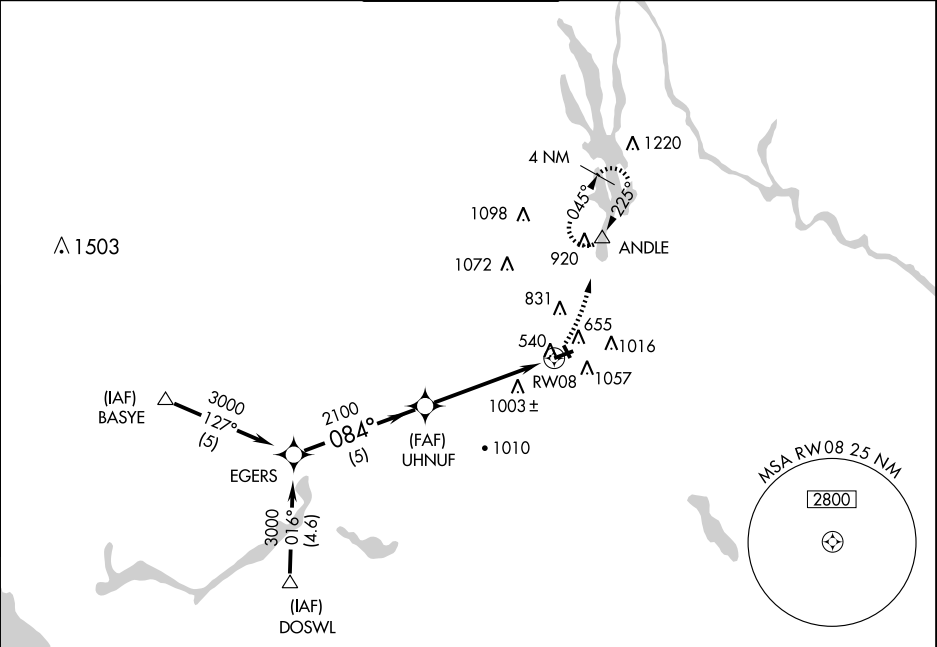 1220
4 NM
045°
225°
1098
ANDLE
1503
920
1072
831
655
540
1016
RW08
1057
(IAF)
BASYE
3000
127°
(5)
2100
084°
(5)
1003 ±
(FAF)
UHNUF
1010
EGERS
MSA RW08 25 NM
2800
3000
016°
(4.6)
(IAF)
DOSWL